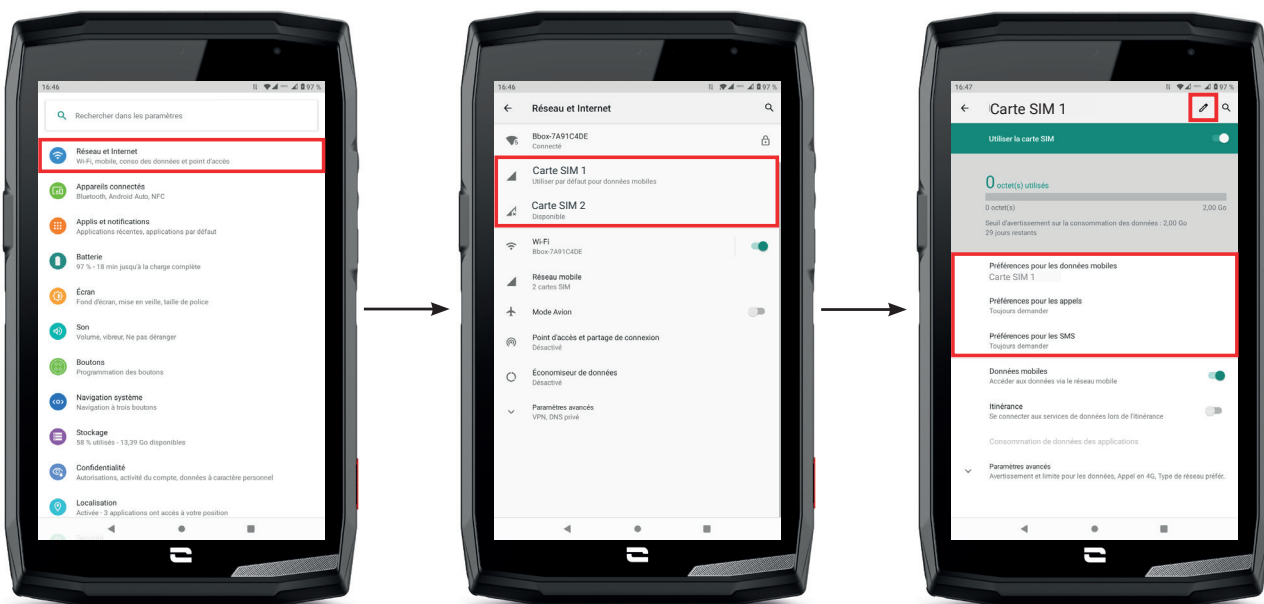 16:46
97 %
Rechercher dans les paramètres
Réseau et Internet
Wi-Fi, mobile, conso des données et point d'accès
Appareils connectés
Bluetooth, Android Auto, NFC
Applis et notifications
Applications récentes, applications par défaut
Batterie
97 % - 18 min jusqu'à la charge complète
Écran
Fond d'écran, mise en veille, taille de police
Son
Volume, vibreur, Ne pas déranger
Boutons
Programmation des boutons
Navigation système
Navigation à trois boutons
Stockage
58 % utilisés - 13,39 Go disponibles
Confidentialité
Autorisations, activité du compte, données à caractère personnel
Localisation
Activée - 3 applications ont accès à votre position
16:46
97 %
Réseau et Internet
Bbox-7A91C4DE
Connecté
Carte SIM 1
Utiliser par défaut pour données mobiles
Carte SIM 2
Disponible
Wi-Fi
Bbox-7A91C4DE
Réseau mobile
2 cartes SIM
Mode Avion
Point d'accès et partage de connexion
Désactivé
Économiseur de données
Désactivé
Paramètres avancés
VPN, DNS privé
16:47
97 %
Carte SIM 1
Utiliser la carte SIM
0 octet(s) utilisés
0 octet(s) 2,00 Go
Seuil d'avertissement sur la consommation des données : 2,00 Go
29 jours restants
Préférences pour les données mobiles
Carte SIM 1
Préférences pour les appels
Toujours demander
Préférences pour les SMS
Toujours demander
Données mobiles
Accéder aux données via le réseau mobile
Itinérance
Se connecter aux services de données lors de l'itinérance
Consommation de données des applications
Paramètres avancés
Avertissement et limite pour les données, Appel en 4G, Type de réseau préfér.